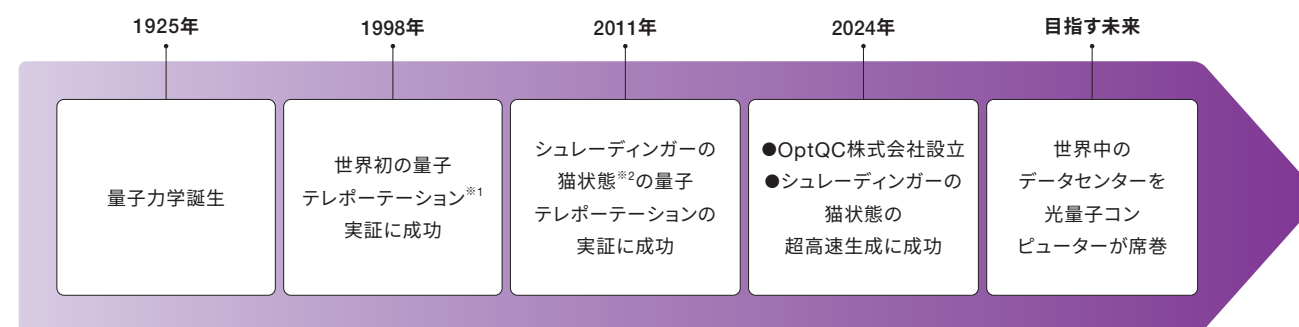 1925年
1998年
2011年
2024年
目指す未来
量子力学誕生
世界初の量子
テレポーテーション※1
実証に成功
シュレーディンガーの
猫状態※2の量子
テレポーテーションの
実証に成功
●OptQC株式会社設立
●シュレーディンガーの
猫状態の
超高速生成に成功
世界中の
データセンターを
光量子コン
ピューターが席巻